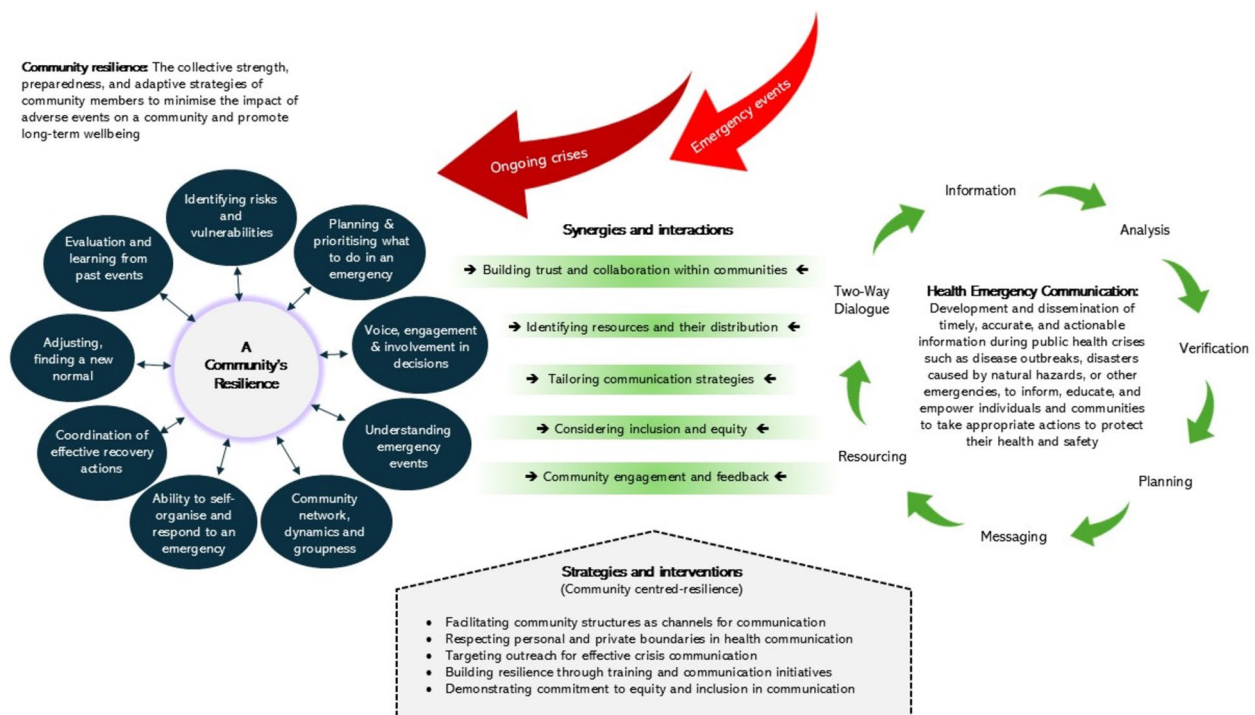 Community resilience: The collective strength,
preparedness, and adaptive strategies of
community members to minimise the impact of
adverse events on a community and promote
long-term wellbeing
Emergency events
Ongoing crises
Identifying risks
and
vulnerabilities
Planning &
prioritising what
to do in an
emergency
Voice, engagement
& involvement in
decisions
Understanding
emergency
events
Community
network,
dynamics and
groupness
Ability to self-
organise and
respond to an
emergency
Coordination of
effective recovery
actions
Adjusting,
finding a new
normal
Evaluation and
learning from
past events
A
Community's
Resilience
Synergies and interactions
➔ Building trust and collaboration within communities ←
➔ Identifying resources and their distribution ←
➔ Tailoring communication strategies ←
➔ Considering inclusion and equity ←
➔ Community engagement and feedback ←
Information
Analysis
Verification
Planning
Messaging
Resourcing
Two-Way
Dialogue
Health Emergency Communication:
Development and dissemination of
timely, accurate, and actionable
information during public health crises
such as disease outbreaks, disasters
caused by natural hazards, or other
emergencies, to inform, educate, and
empower individuals and communities
to take appropriate actions to protect
their health and safety
Strategies and interventions
(Community centred-resilience)
• Facilitating community structures as channels for communication
• Respecting personal and private boundaries in health communication
• Targeting outreach for effective crisis communication
• Building resilience through training and communication initiatives
• Demonstrating commitment to equity and inclusion in communication